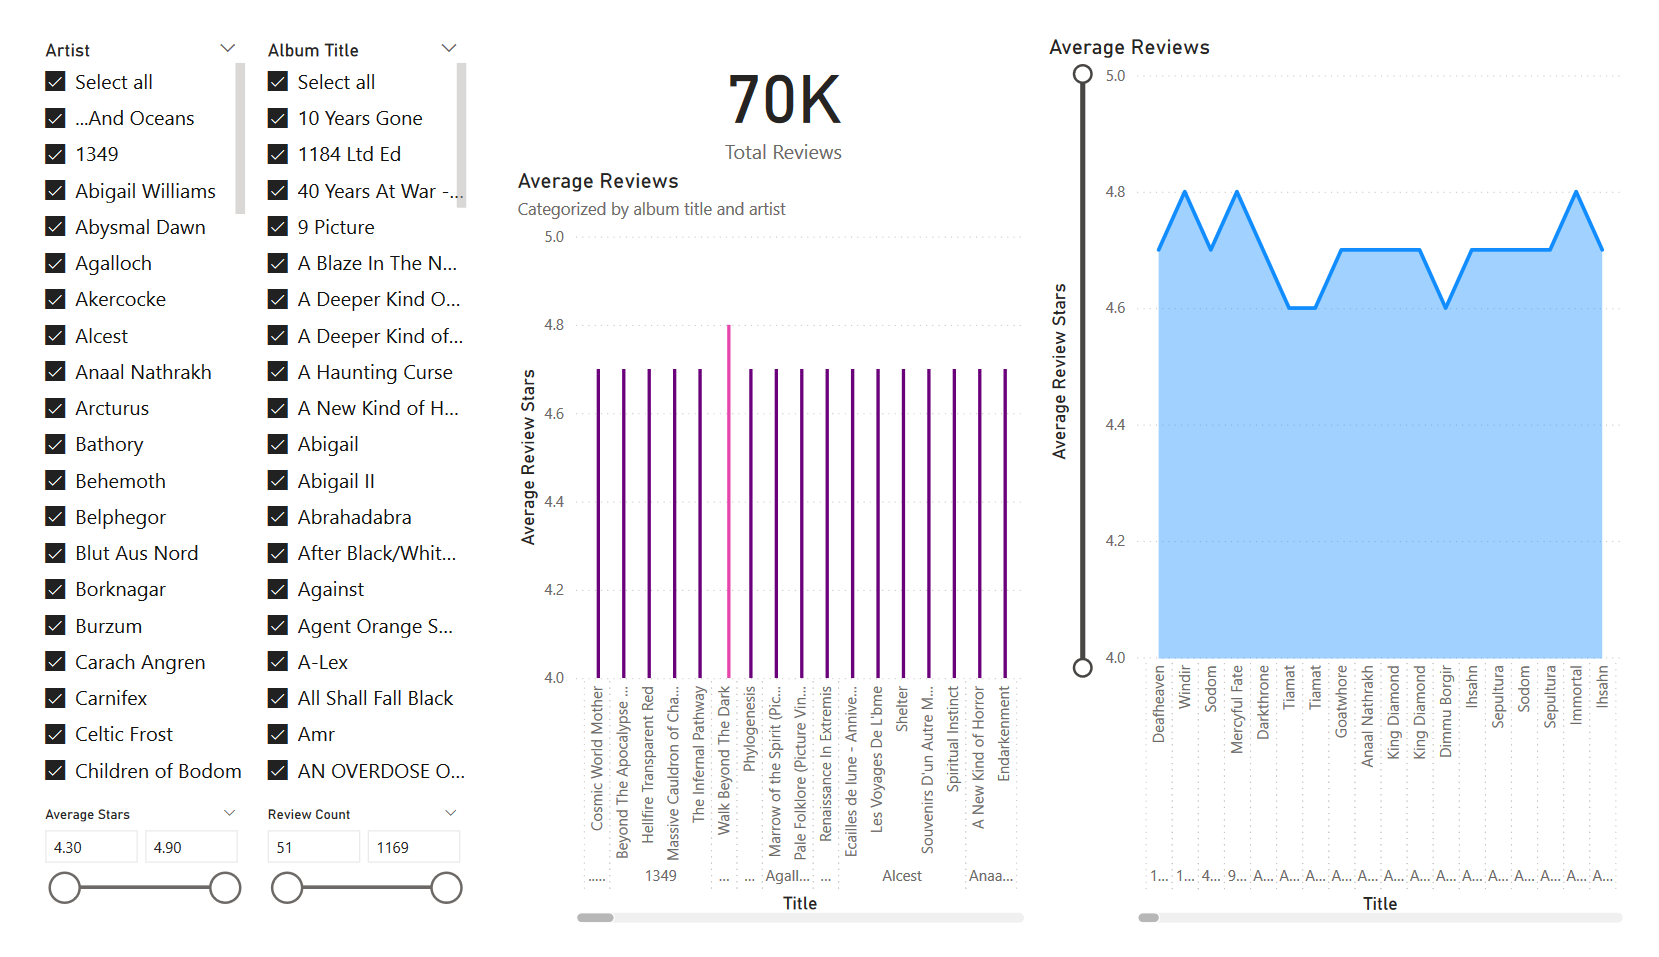 Artist
Select all
...And Oceans
1349
Abigail Williams
Abysmal Dawn
Agalloch
Akercocke
Alcest
Anaal Nathrakh
Arcturus
Bathory
Behemoth
Belphegor
Blut Aus Nord
Borknagar
Burzum
Carach Angren
Carnifex
Celtic Frost
Children of Bodom
Album Title
Select all
10 Years Gone
1184 Ltd Ed
40 Years At War -...
9 Picture
A Blaze In The N...
A Deeper Kind O...
A Deeper Kind of...
A Haunting Curse
A New Kind of H...
Abigail
Abigail II
Abrahadabra
After Black/Whit...
Against
Agent Orange S...
A-Lex
All Shall Fall Black
Amr
AN OVERDOSE O...
Average Stars
4.30
4.90
Review Count
51
1169
70K
Total Reviews
Average Reviews
Categorized by album title and artist
Average Review Stars
5.0
4.8
4.6
4.4
4.2
4.0
Cosmic World Mother
Beyond The Apocalypse ...
Hellfire Transparent Red
Massive Cauldron of Cha...
The Infernal Pathway
Walk Beyond The Dark
Phylogenesis
Marrow of the Spirit (Pic...
Pale Folklore (Picture Vin...
Renaissance In Extremis
Ecailles de lune - Annive...
Les Voyages De L'bme
Shelter
Souvenirs D'un Autre M...
Spiritual Instinct
A New Kind of Horror
Endarkenment
.....
1349
...
...
Agall...
...
Alcest
Anaa...
Title
Average Reviews
Average Review Stars
5.0
4.8
4.6
4.4
4.2
4.0
Deafheaven
Windir
Sodom
Mercyful Fate
Darkthrone
Tiamat
Tiamat
Goatwhore
Anaal Nathrakh
King Diamond
King Diamond
Dimmu Borgir
Ihsahn
Sepultura
Sodom
Sepultura
Immortal
Ihsahn
1...
1...
4...
9...
A...
A...
A...
A...
A...
A...
A...
A...
A...
A...
A...
A...
A...
A...
Title